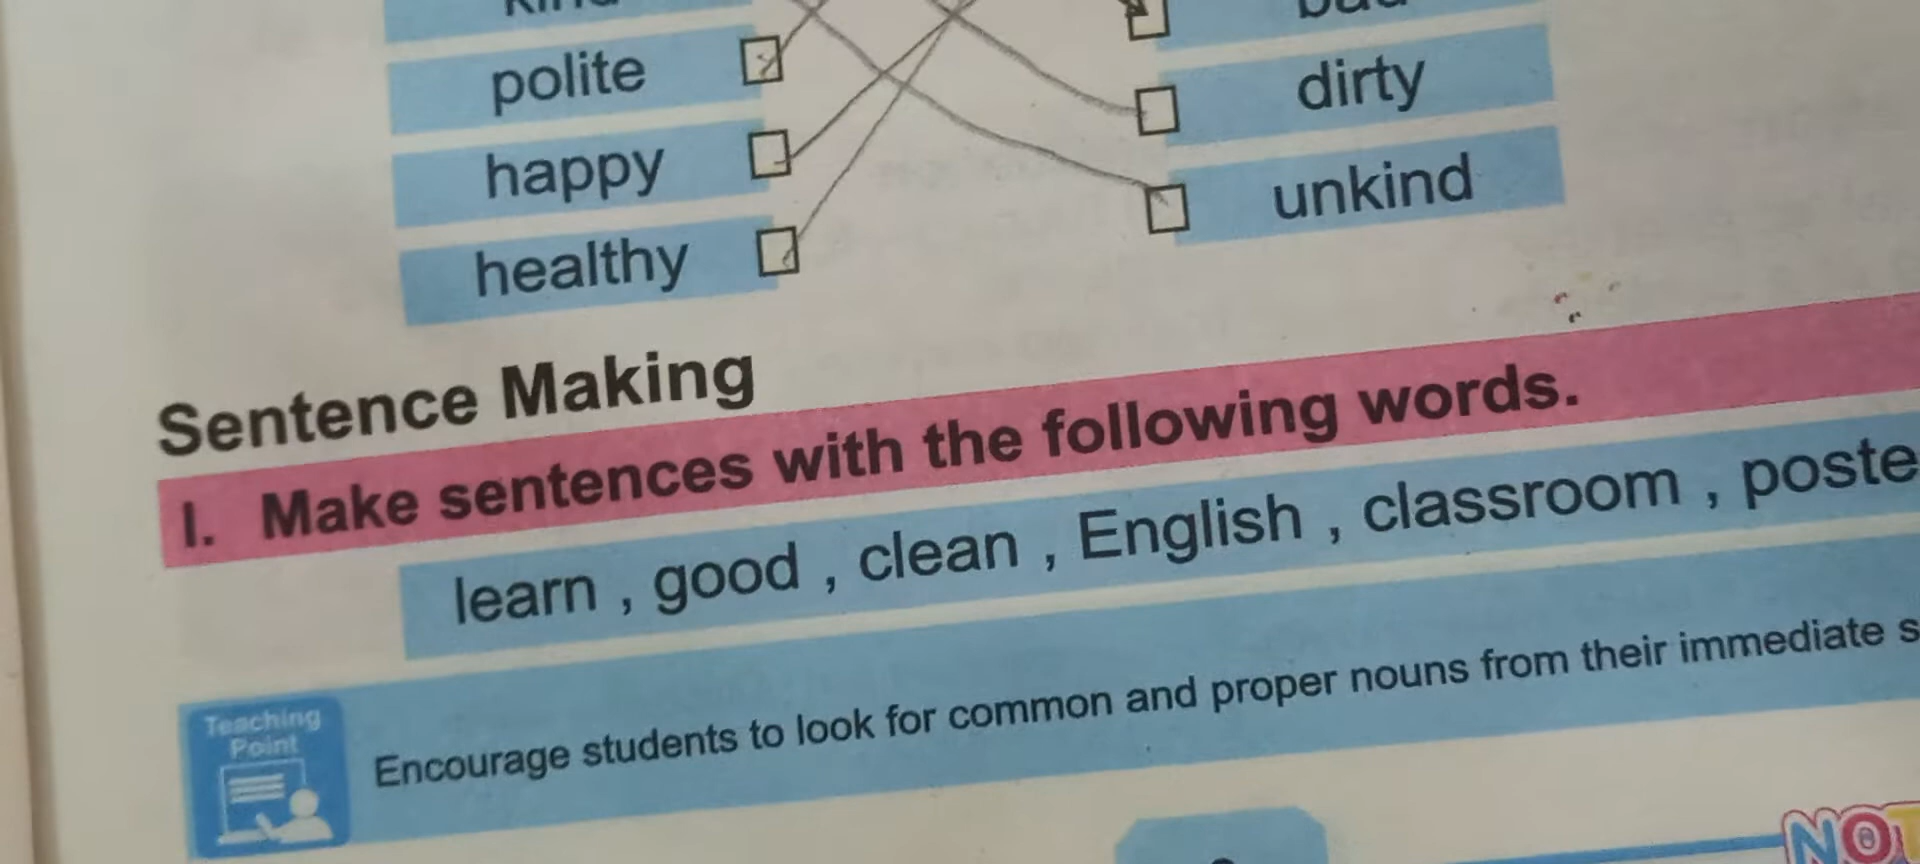 polite
dirty
happy
unkind
healthy
Sentence Making
I. Make sentences with the following words.
learn , good , clean , English , classroom ,
Teaching
Point
Encourage students to look for common and proper nouns from their immediate